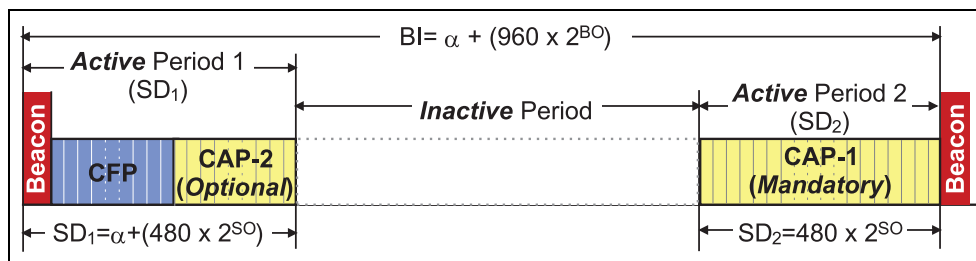 BI= α + (960 x 2^BO)
Active Period 1
(SD₁)
Inactive Period
Active Period 2
(SD₂)
Beacon
CFP
CAP-2
(Optional)
CAP-1
(Mandatory)
Beacon
SD₁=α+(480 x 2^SO)
SD₂=480 x 2^SO